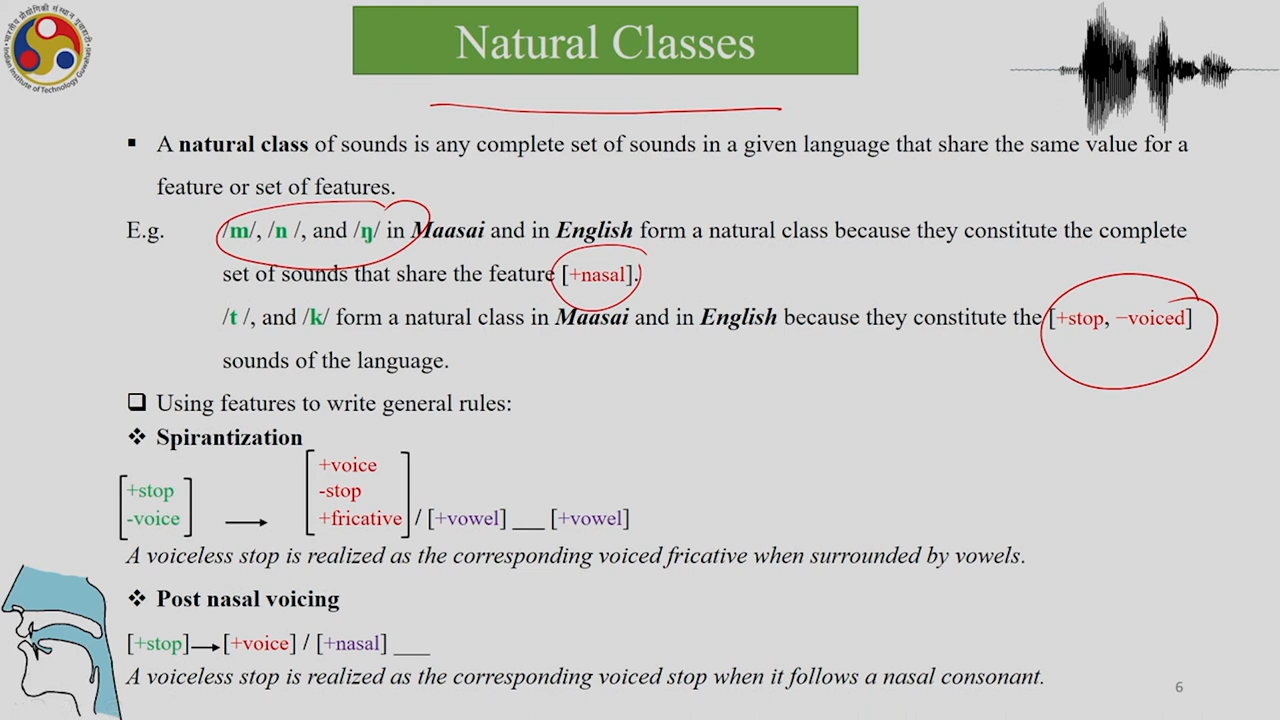 Natural Classes
भारतीय प्रौद्योगिकी संस्थान गुवाहाटी
Indian Institute of Technology Guwahati
▪ A natural class of sounds is any complete set of sounds in a given language that share the same value for a
feature or set of features.
E.g. /m/, /n /, and /ŋ/ in Maasai and in English form a natural class because they constitute the complete
set of sounds that share the feature [+nasal].
/t /, and /k/ form a natural class in Maasai and in English because they constitute the [+stop, −voiced]
sounds of the language.
❑ Using features to write general rules:
❖ Spirantization
+voice
[+stop -stop
-voice] → +fricative / [+vowel] ___ [+vowel]
A voiceless stop is realized as the corresponding voiced fricative when surrounded by vowels.
❖ Post nasal voicing
[+stop]→[+voice] / [+nasal] ___
A voiceless stop is realized as the corresponding voiced stop when it follows a nasal consonant.
6